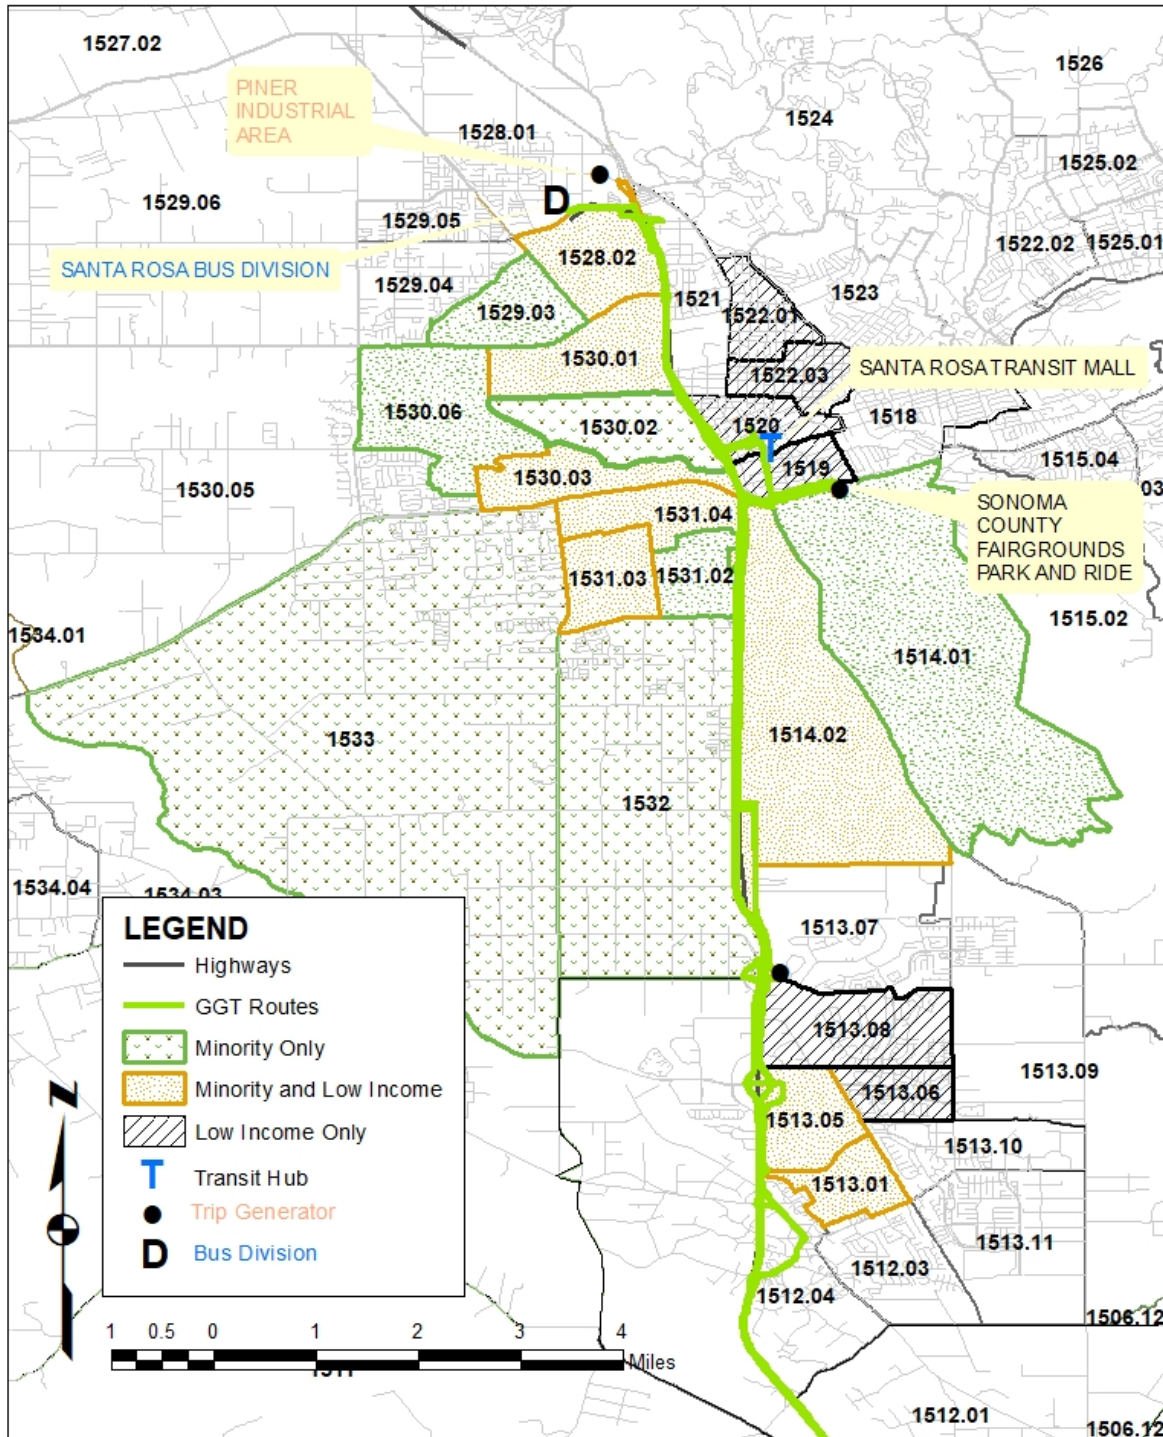 1527.02
1526
PINER
INDUSTRIAL
AREA
1524
1528.01
1525.02
1529.06
1529.05
1522.02
1525.01
1528.02
SANTA ROSA BUS DIVISION
1529.04
1521
1523
1529.03
1522.01
1530.01
1522.03
SANTA ROSA TRANSIT MALL
1530.06
1530.02
1520
T
1518
1519
1515.04
1530.03
1530.05
SONOMA
COUNTY
FAIRGROUNDS
PARK AND RIDE
D
1531.04
1531.03
1531.02
1534.01
1515.02
1514.01
1533
1514.02
1532
1534.04
1534.03
1513.07
LEGEND
Highways
GGT Routes
Minority Only
Minority and Low Income
Low Income Only
T
Transit Hub
Trip Generator
D
Bus Division
1513.08
1513.09
1513.06
1513.05
1513.10
1513.01
1513.11
1512.03
1512.04
1506.12
Z
1 0.5 0 1 2 3 4
Miles
1512.01
1506.12